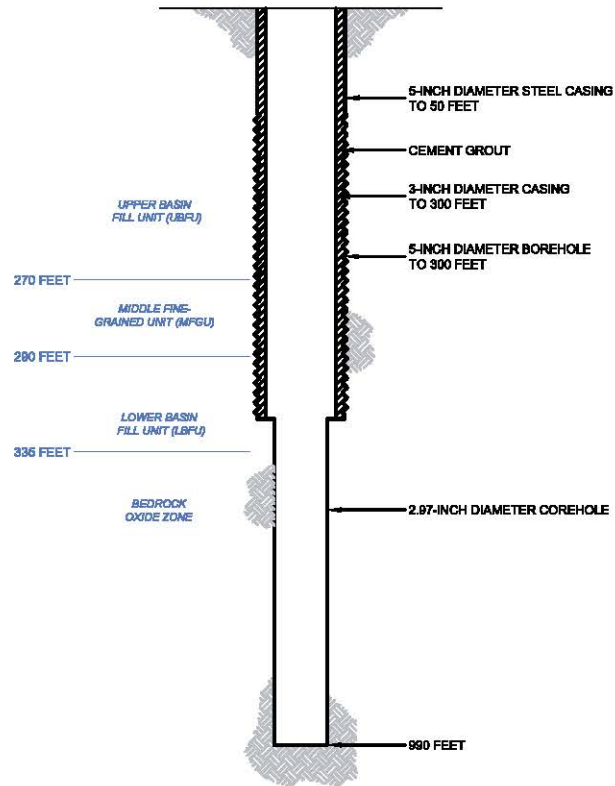 5-INCH DIAMETER STEEL CASING
TO 50 FEET
CEMENT GROUT
3-INCH DIAMETER CASING
TO 300 FEET
UPPER BASIN
FILL UNIT (UBFU)
5-INCH DIAMETER BOREHOLE
TO 300 FEET
270 FEET
MIDDLE FINE-
GRAINED UNIT (MFGU)
290 FEET
LOWER BASIN
FILL UNIT (LBFU)
335 FEET
BEDROCK
OXIDE ZONE
2.97-INCH DIAMETER COREHOLE
990 FEET